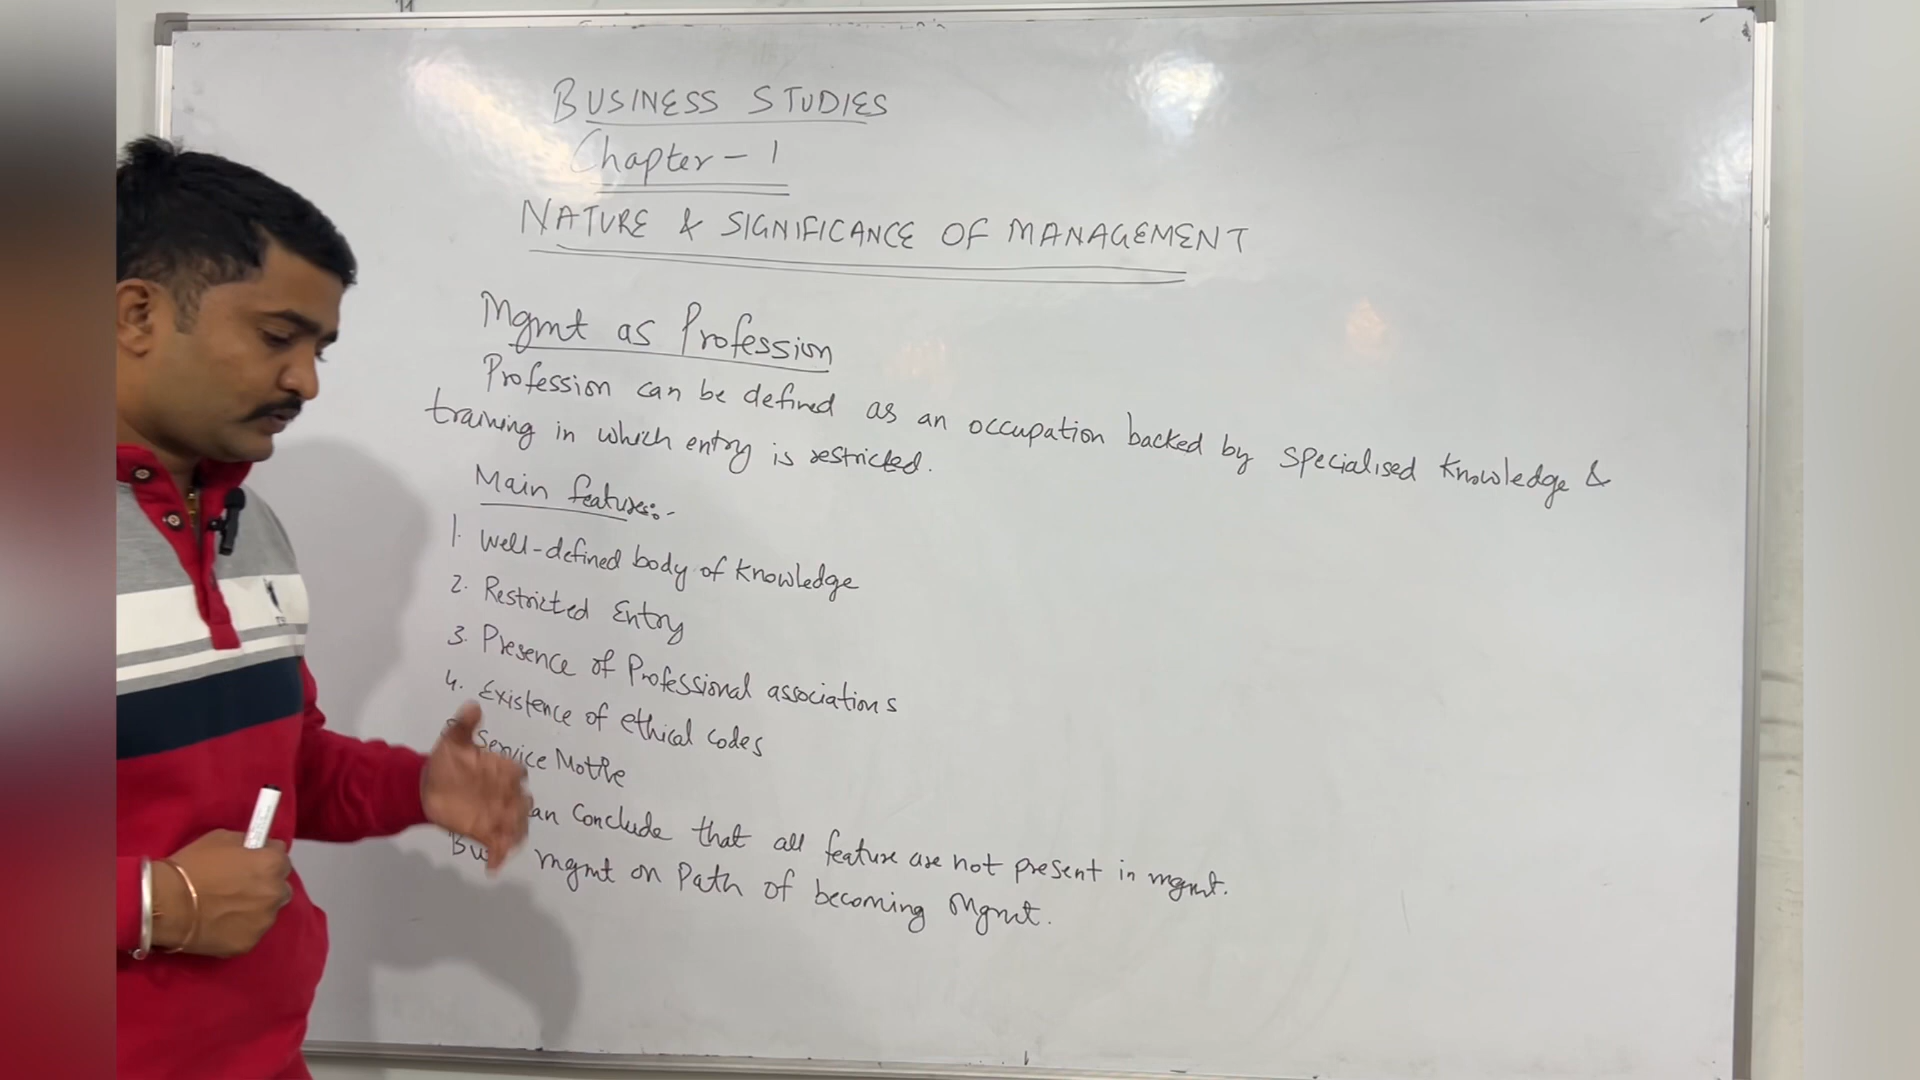 BUSINESS STUDIES
Chapter - 1
NATURE & SIGNIFICANCE OF MANAGEMENT
Mgmt as Profession
Profession can be defined as an occupation backed by specialised knowledge &
training in which entry is restricted.
Main features:-
1. Well-defined body of knowledge
2. Restricted Entry
3. Presence of Professional associations
4. Existence of ethical codes
Service Motive
an conclude that all feature are not present in mgmt.
mgmt on Path of becoming Mgmt.